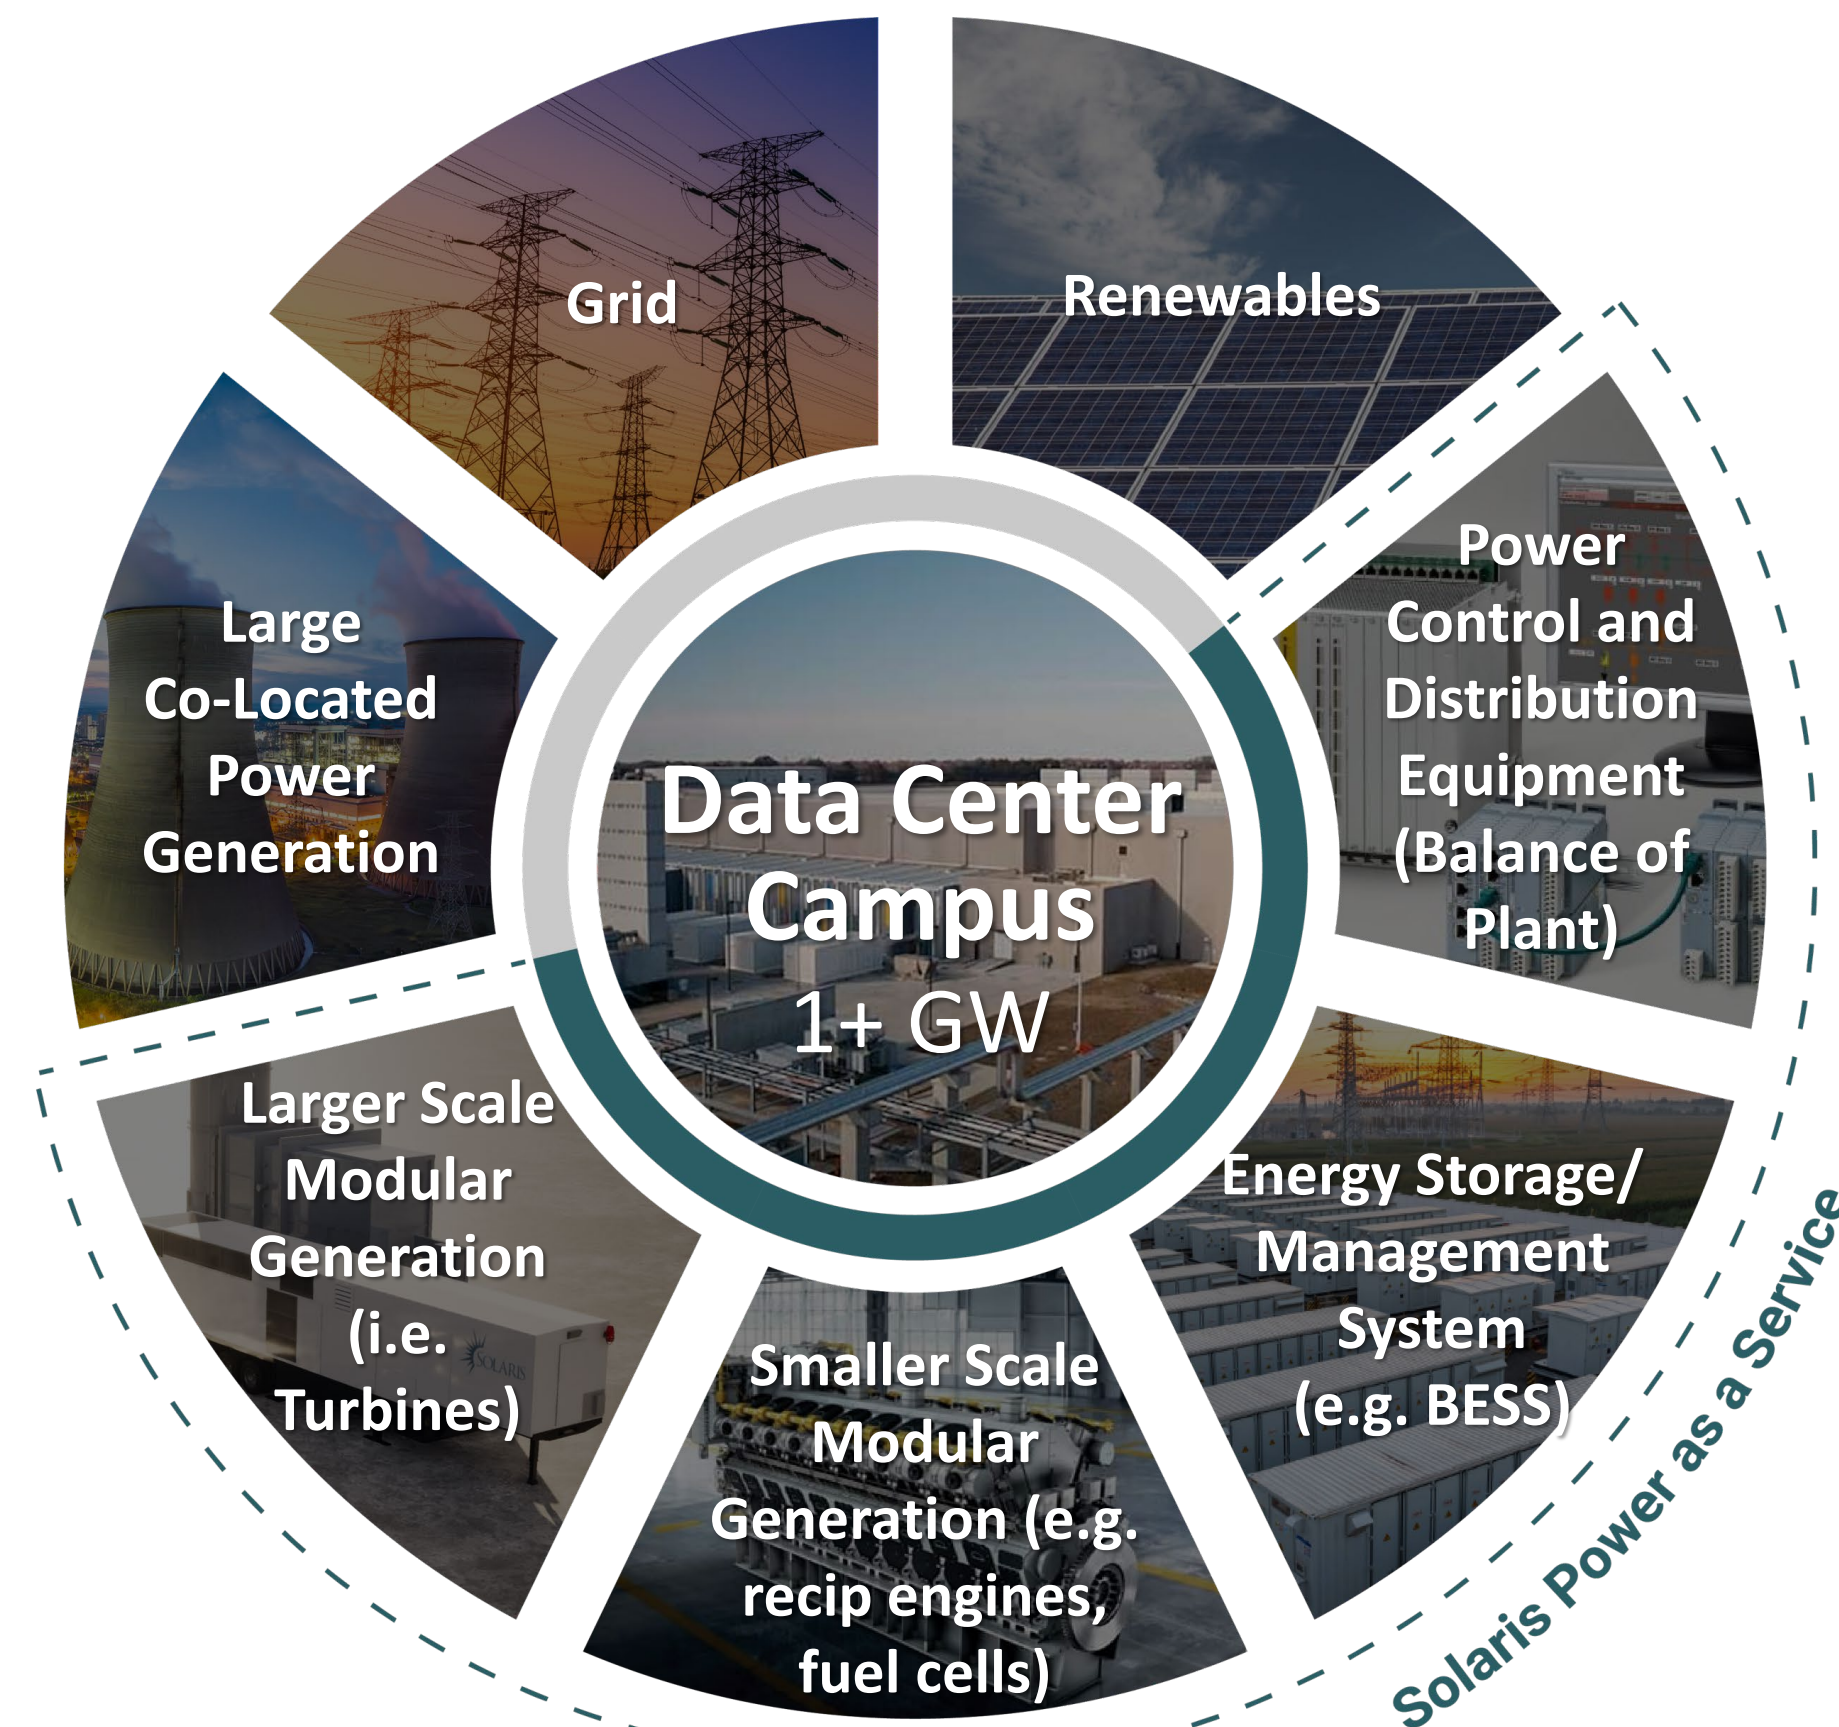 Grid
Renewables
Power
Control and
Distribution
Equipment
(Balance of
Plant)
Large
Co-Located
Power
Generation
Data Center
Campus
1+ GW
Larger Scale
Modular
Generation
(i.e.
Turbines)
SOLARIS
Smaller Scale
Modular
Generation (e.g.
recip engines,
fuel cells)
Energy Storage/
Management
System
(e.g. BESS)
Solaris Power as a Service